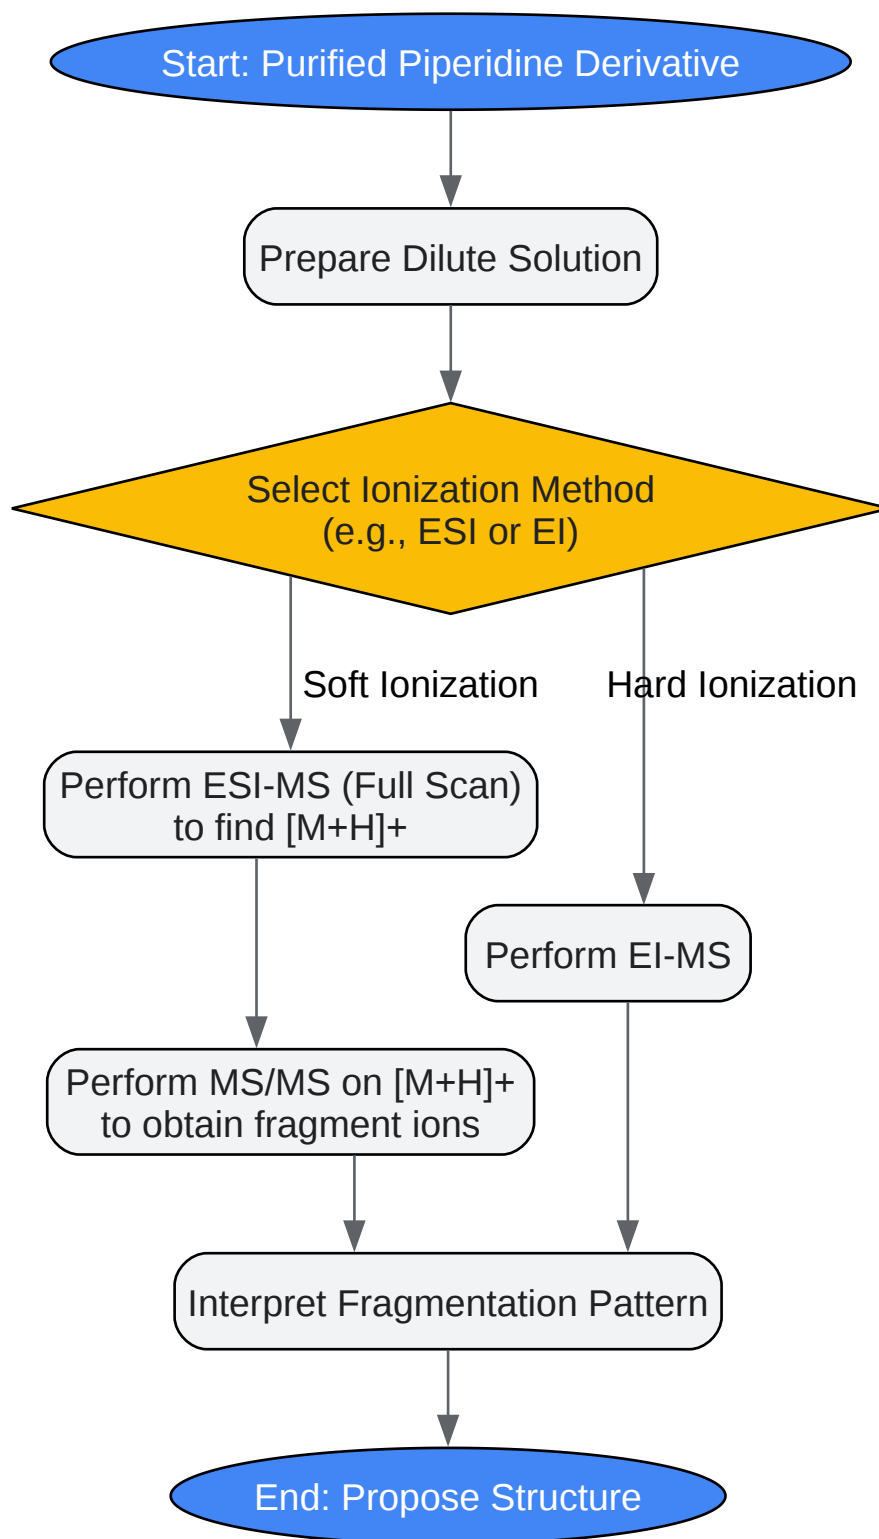 Start: Purified Piperidine Derivative
Prepare Dilute Solution
Select Ionization Method
(e.g., ESI or EI)
Soft Ionization
Hard Ionization
Perform ESI-MS (Full Scan)
to find [M+H]+
Perform EI-MS
Perform MS/MS on [M+H]+
to obtain fragment ions
Interpret Fragmentation Pattern
End: Propose Structure